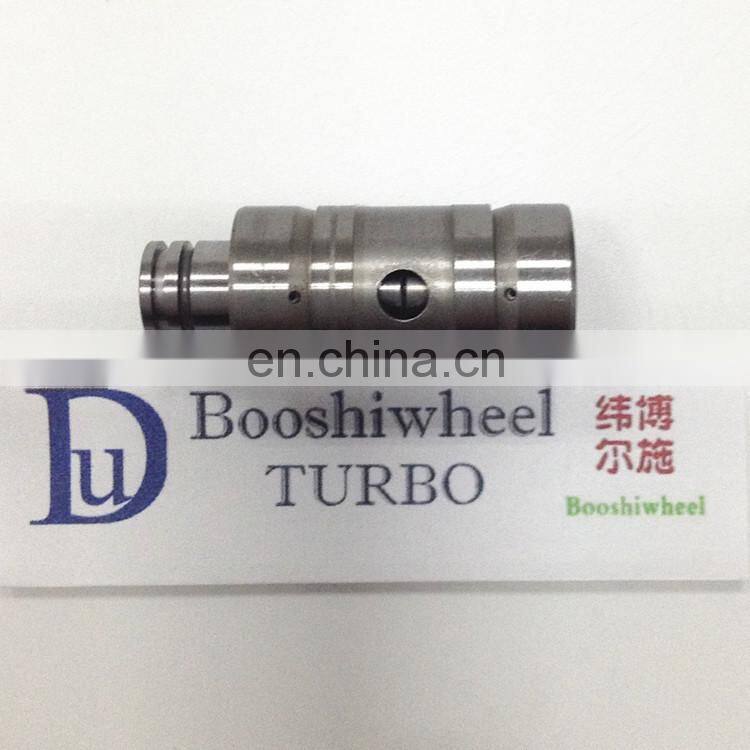 en.china.cn
Du
Booshiwheel
TURBO
纬博
尔施
Booshiwheel